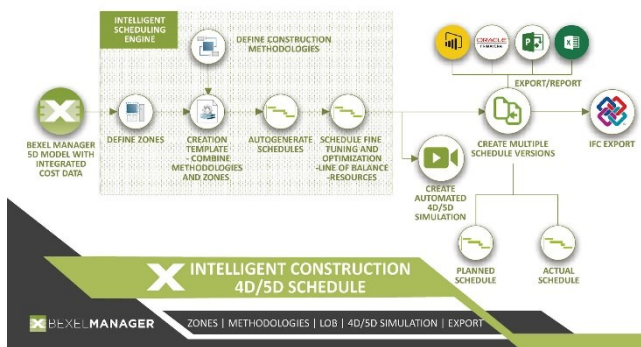 INTELLIGENT
SCHEDULING
ENGINE
DEFINE CONSTRUCTION
METHODOLOGIES
ORACLE
PRIMAVERA
EXPORT/REPORT
BEXEL MANAGER
5D MODEL WITH
INTEGRATED
COST DATA
DEFINE ZONES
CREATION
TEMPLATE
- COMBINE
METHODOLOGIES
AND ZONES
AUTOGENERATE
SCHEDULES
SCHEDULE FINE
TUNING AND
OPTIMIZATION
-LINE OF BALANCE
-RESOURCES
CREATE
AUTOMATED
4D/5D
SIMULATION
CREATE MULTIPLE
SCHEDULE VERSIONS
IFC EXPORT
PLANNED
SCHEDULE
ACTUAL
SCHEDULE
X INTELLIGENT CONSTRUCTION
4D/5D SCHEDULE
BEXELMANAGER
ZONES | METHODOLOGIES | LOB | 4D/5D SIMULATION | EXPORT